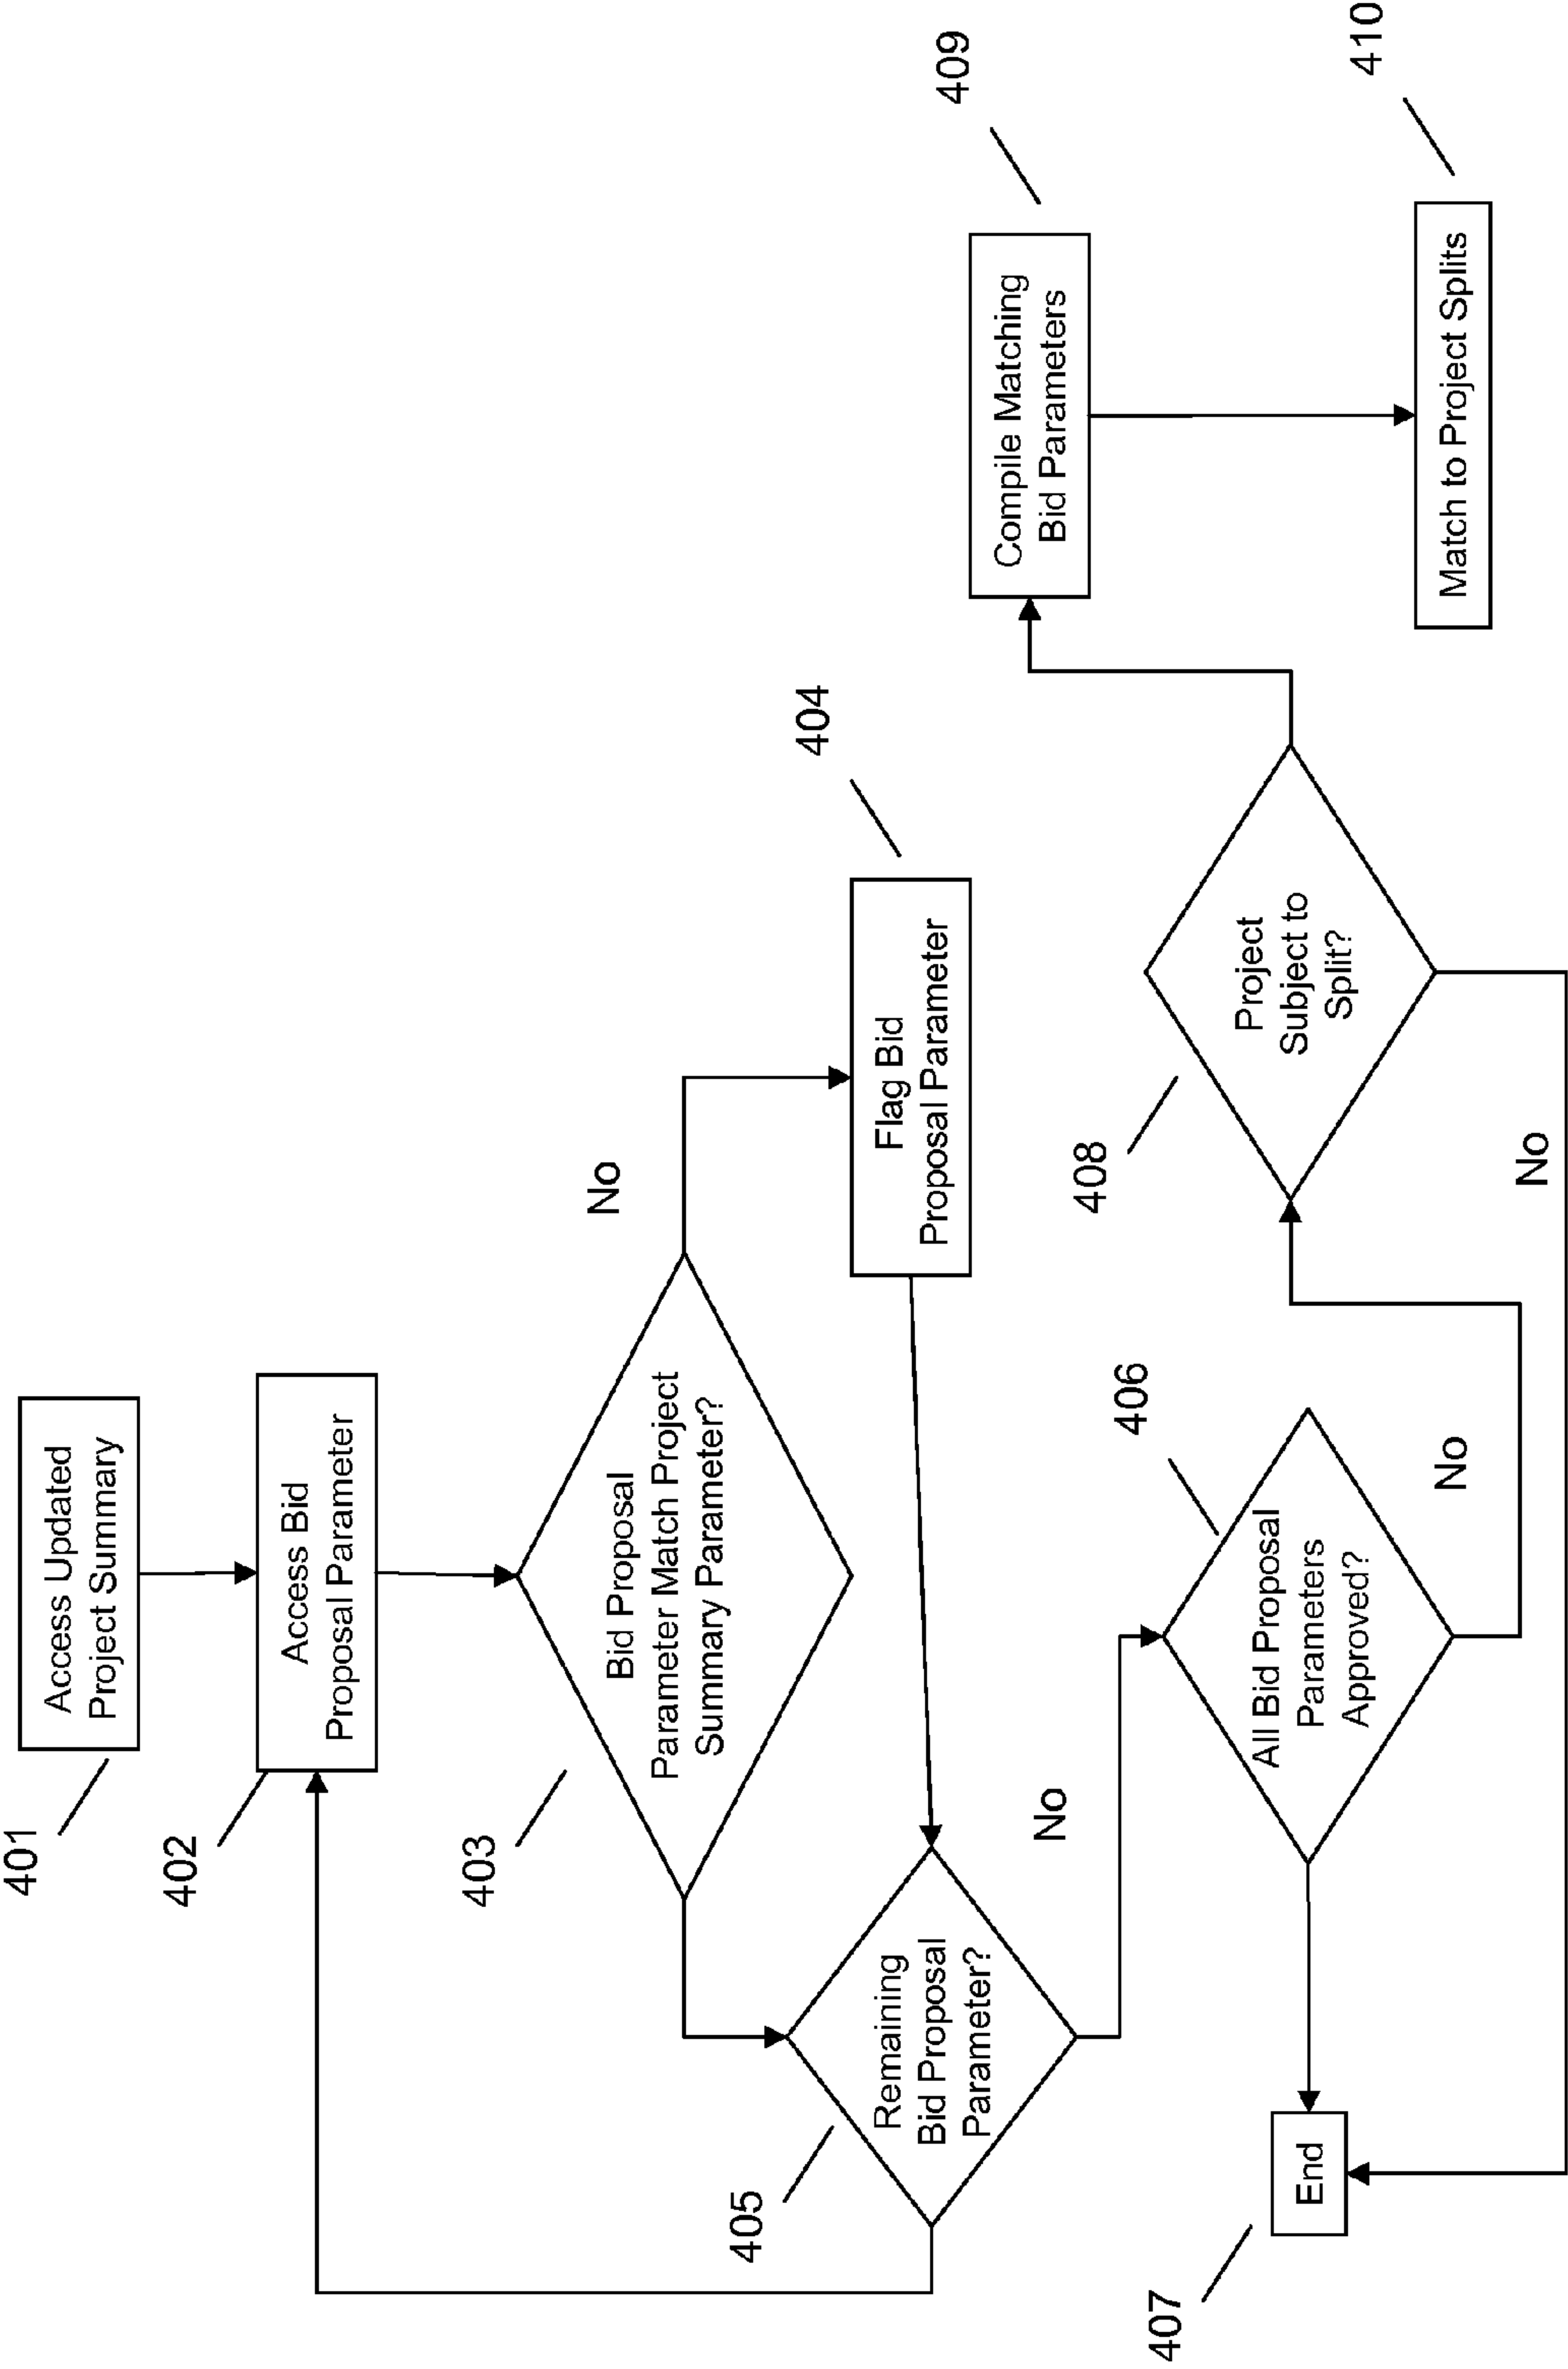 401
Access Updated
Project Summary
402
Access Bid
Proposal Parameter
403
Bid Proposal
Parameter Match Project
Summary Parameter?
No
404
Flag Bid
Proposal Parameter
405
Remaining
Bid Proposal
Parameter?
No
406
All Bid Proposal
Parameters
Approved?
No
407
End
408
Project
Subject to
Split?
No
409
Compile Matching
Bid Parameters
410
Match to Project Splits